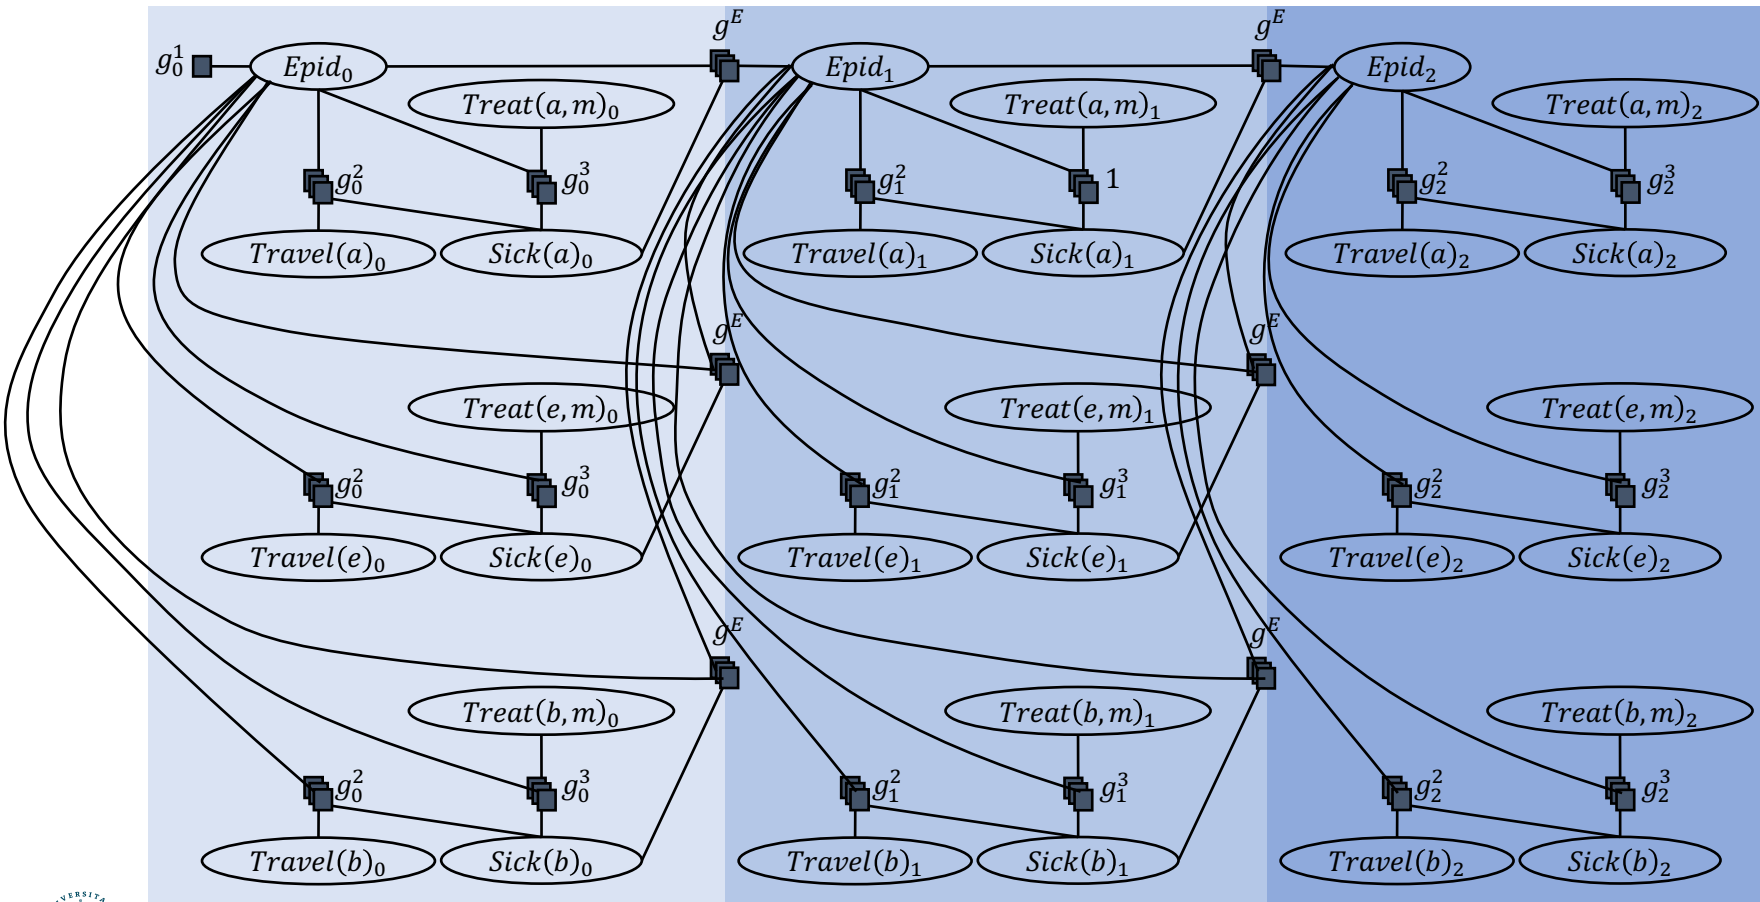 g^E g^E
g_0^1 Epid_0 Epid_1 Epid_2
Treat(a,m)_0 Treat(a,m)_1 Treat(a,m)_2
g_0^2 g_0^3 g_1^2 1 g_2^2 g_2^3
Travel(a)_0 Sick(a)_0 Travel(a)_1 Sick(a)_1 Travel(a)_2 Sick(a)_2
g^E g^E
Treat(e,m)_0 Treat(e,m)_1 Treat(e,m)_2
g_0^2 g_0^3 g_1^2 g_1^3 g_2^2 g_2^3
Travel(e)_0 Sick(e)_0 Travel(e)_1 Sick(e)_1 Travel(e)_2 Sick(e)_2
g^E g^E
Treat(b,m)_0 Treat(b,m)_1 Treat(b,m)_2
g_0^2 g_0^3 g_1^2 g_1^3 g_2^2 g_2^3
Travel(b)_0 Sick(b)_0 Travel(b)_1 Sick(b)_1 Travel(b)_2 Sick(b)_2